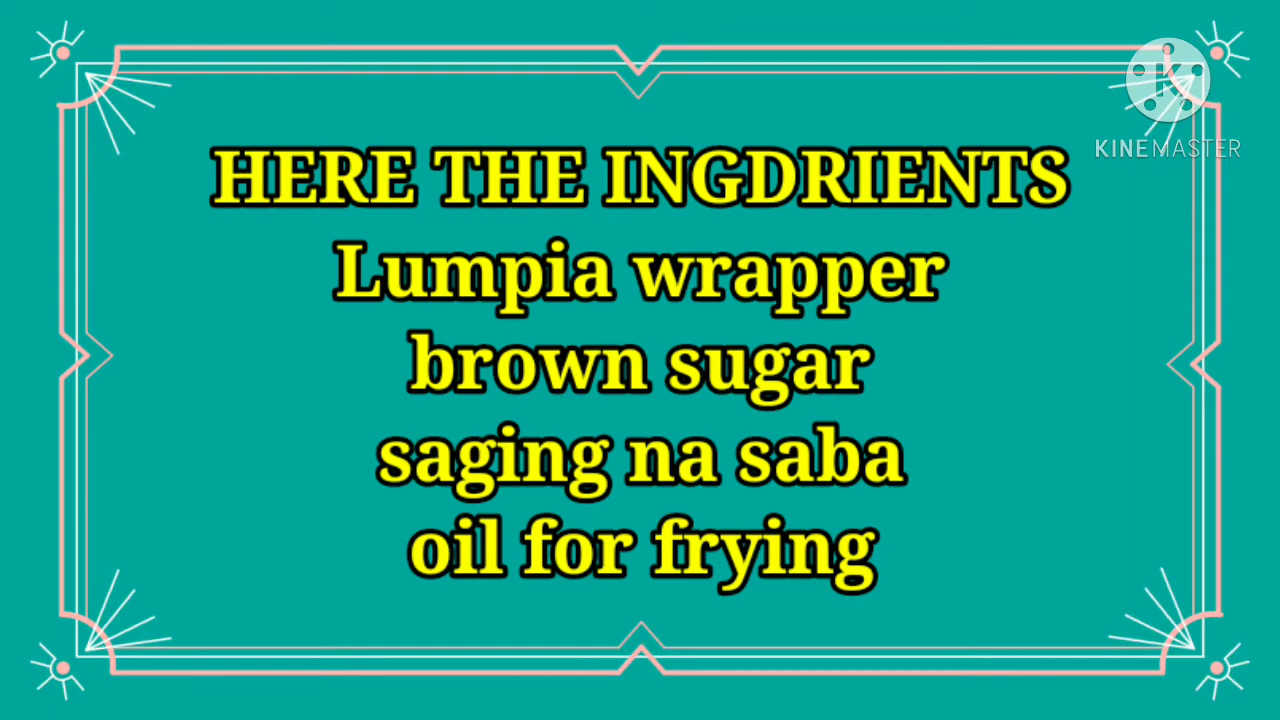 KINEMASTER
HERE THE INGDRIENTS
Lumpia wrapper
brown sugar
saging na saba
oil for frying